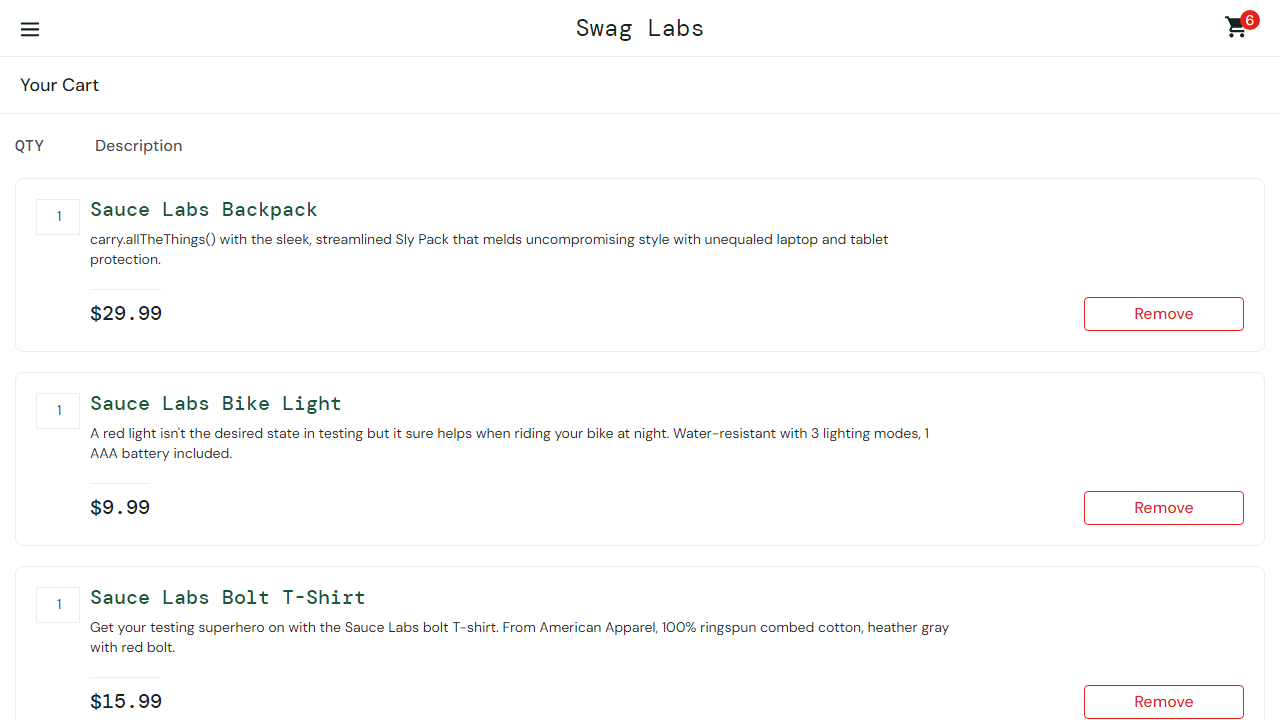 Swag Labs
6
Your Cart
QTY
Description
1
Sauce Labs Backpack
carry.allTheThings() with the sleek, streamlined Sly Pack that melds uncompromising style with unequaled laptop and tablet
protection.
$29.99
Remove
1
Sauce Labs Bike Light
A red light isn't the desired state in testing but it sure helps when riding your bike at night. Water-resistant with 3 lighting modes, 1
AAA battery included.
$9.99
Remove
1
Sauce Labs Bolt T-Shirt
Get your testing superhero on with the Sauce Labs bolt T-shirt. From American Apparel, 100% ringspun combed cotton, heather gray
with red bolt.
$15.99
Remove